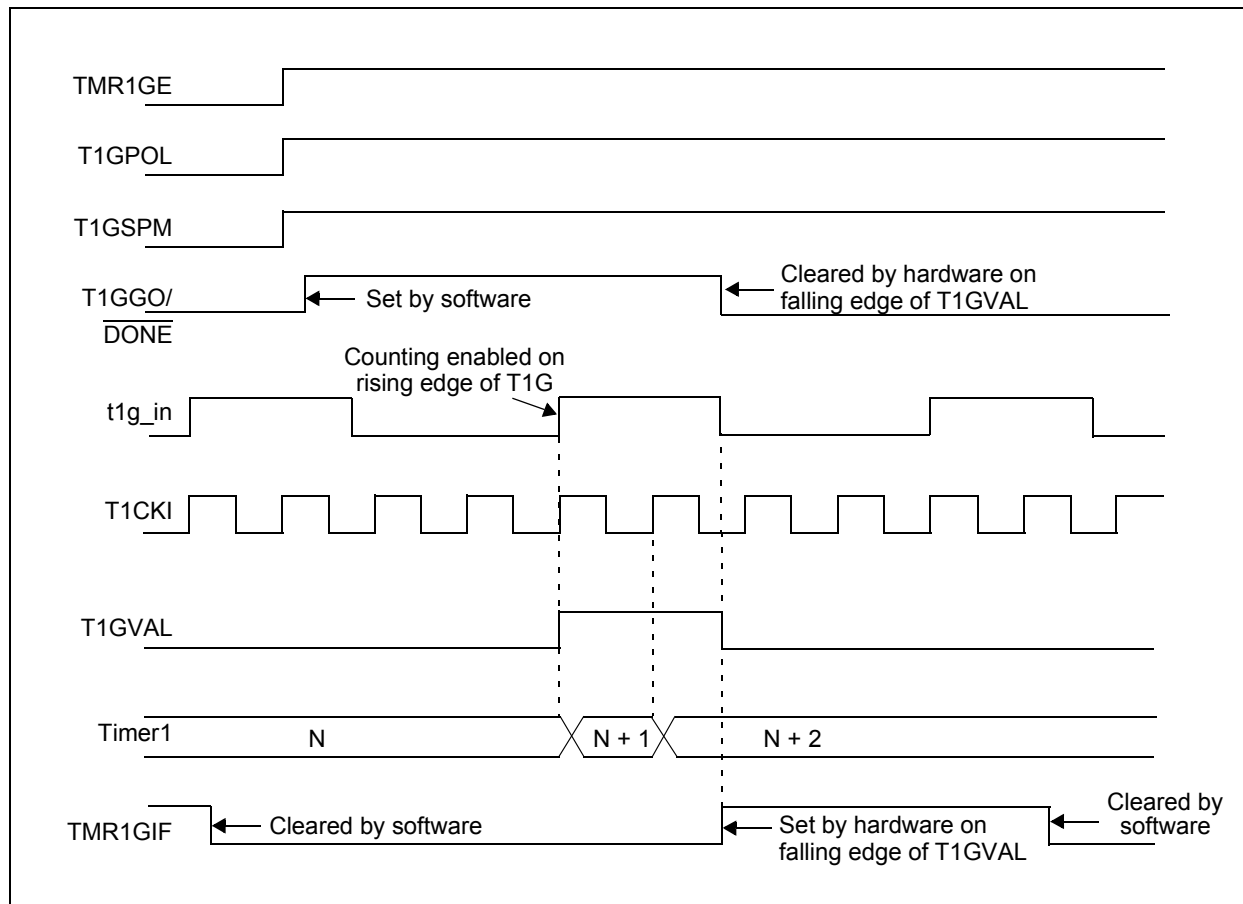 TMR1GE
T1GPOL
T1GSPM
T1GGO/
DONE
Set by software
Cleared by hardware on
falling edge of T1GVAL
Counting enabled on
rising edge of T1G
t1g_in
T1CKI
T1GVAL
Timer1
N
N + 1
N + 2
TMR1GIF
Cleared by software
Set by hardware on
falling edge of T1GVAL
Cleared by
software